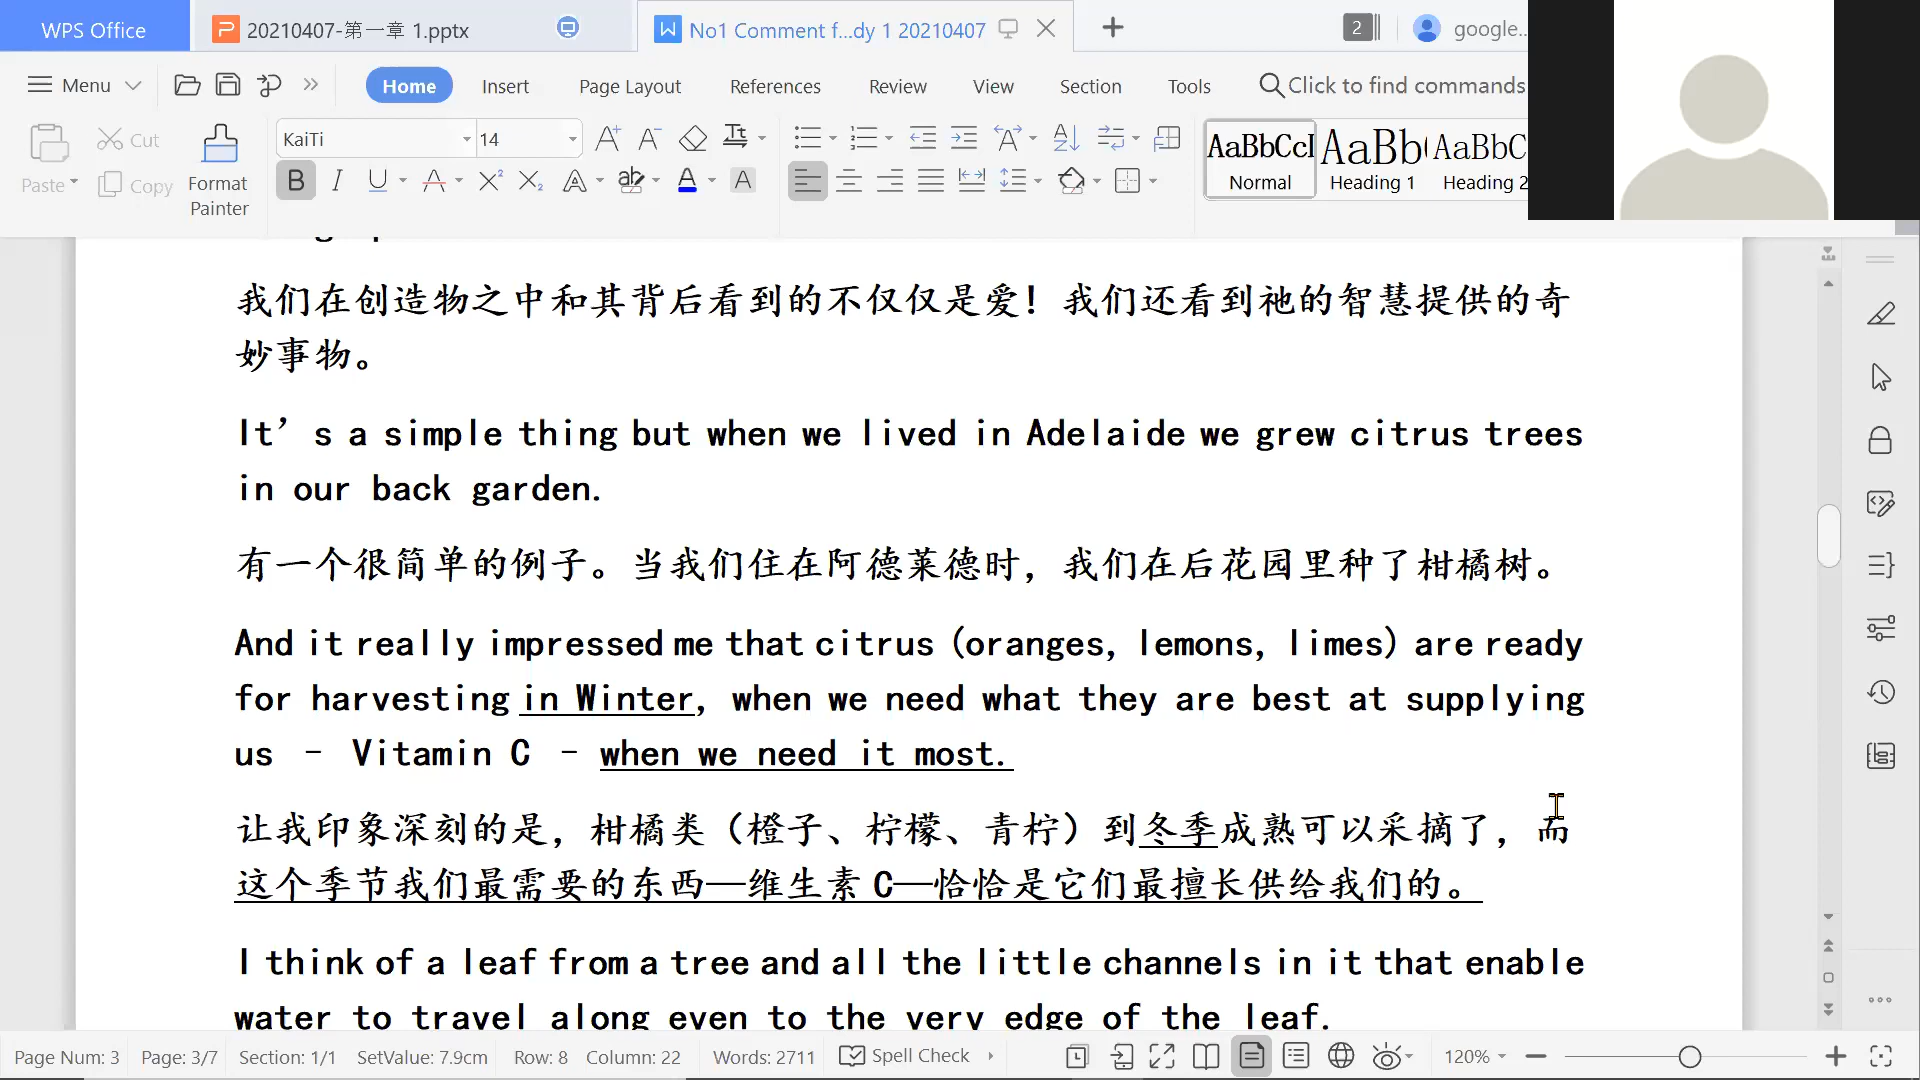 WPS Office
20210407-第一章 1.pptx
No1 Comment f...dy 1 20210407
2
google..
Menu
Home
Insert
Page Layout
References
Review
View
Section
Tools
Click to find commands
Paste
Cut
Copy
Format
Painter
KaiTi
14
AaBbCcI
Normal
AaBb(
Heading 1
AaBbC
Heading 2
我们在创造物之中和其背后看到的不仅仅是爱！我们还看到祂的智慧提供的奇
妙事物。
It’s a simple thing but when we lived in Adelaide we grew citrus trees
in our back garden.
有一个很简单的例子。当我们住在阿德莱德时，我们在后花园里种了柑橘树。
And it really impressed me that citrus (oranges, lemons, limes) are ready
for harvesting in Winter, when we need what they are best at supplying
us – Vitamin C – when we need it most.
让我印象深刻的是，柑橘类（橙子、柠檬、青柠）到冬季成熟可以采摘了，而
这个季节我们最需要的东西—维生素 C—恰恰是它们最擅长供给我们的。
I think of a leaf from a tree and all the little channels in it that enable
water to travel along even to the very edge of the leaf.
Page Num: 3
Page: 3/7
Section: 1/1
SetValue: 7.9cm
Row: 8
Column: 22
Words: 2711
Spell Check
120%